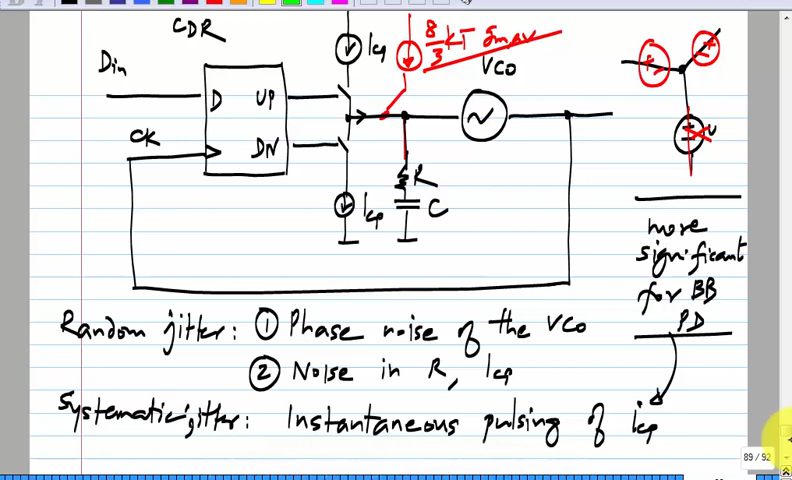 CDR
Icp
8/3 kT gmav
VCO
Din
D UP
CK
DN
R
Icp
C
V
more
significant
for BB
PD
Random jitter: ① Phase noise of the VCO
② Noise in R, Icp
Systematic jitter: Instantaneous pulsing of Icp
89 / 92